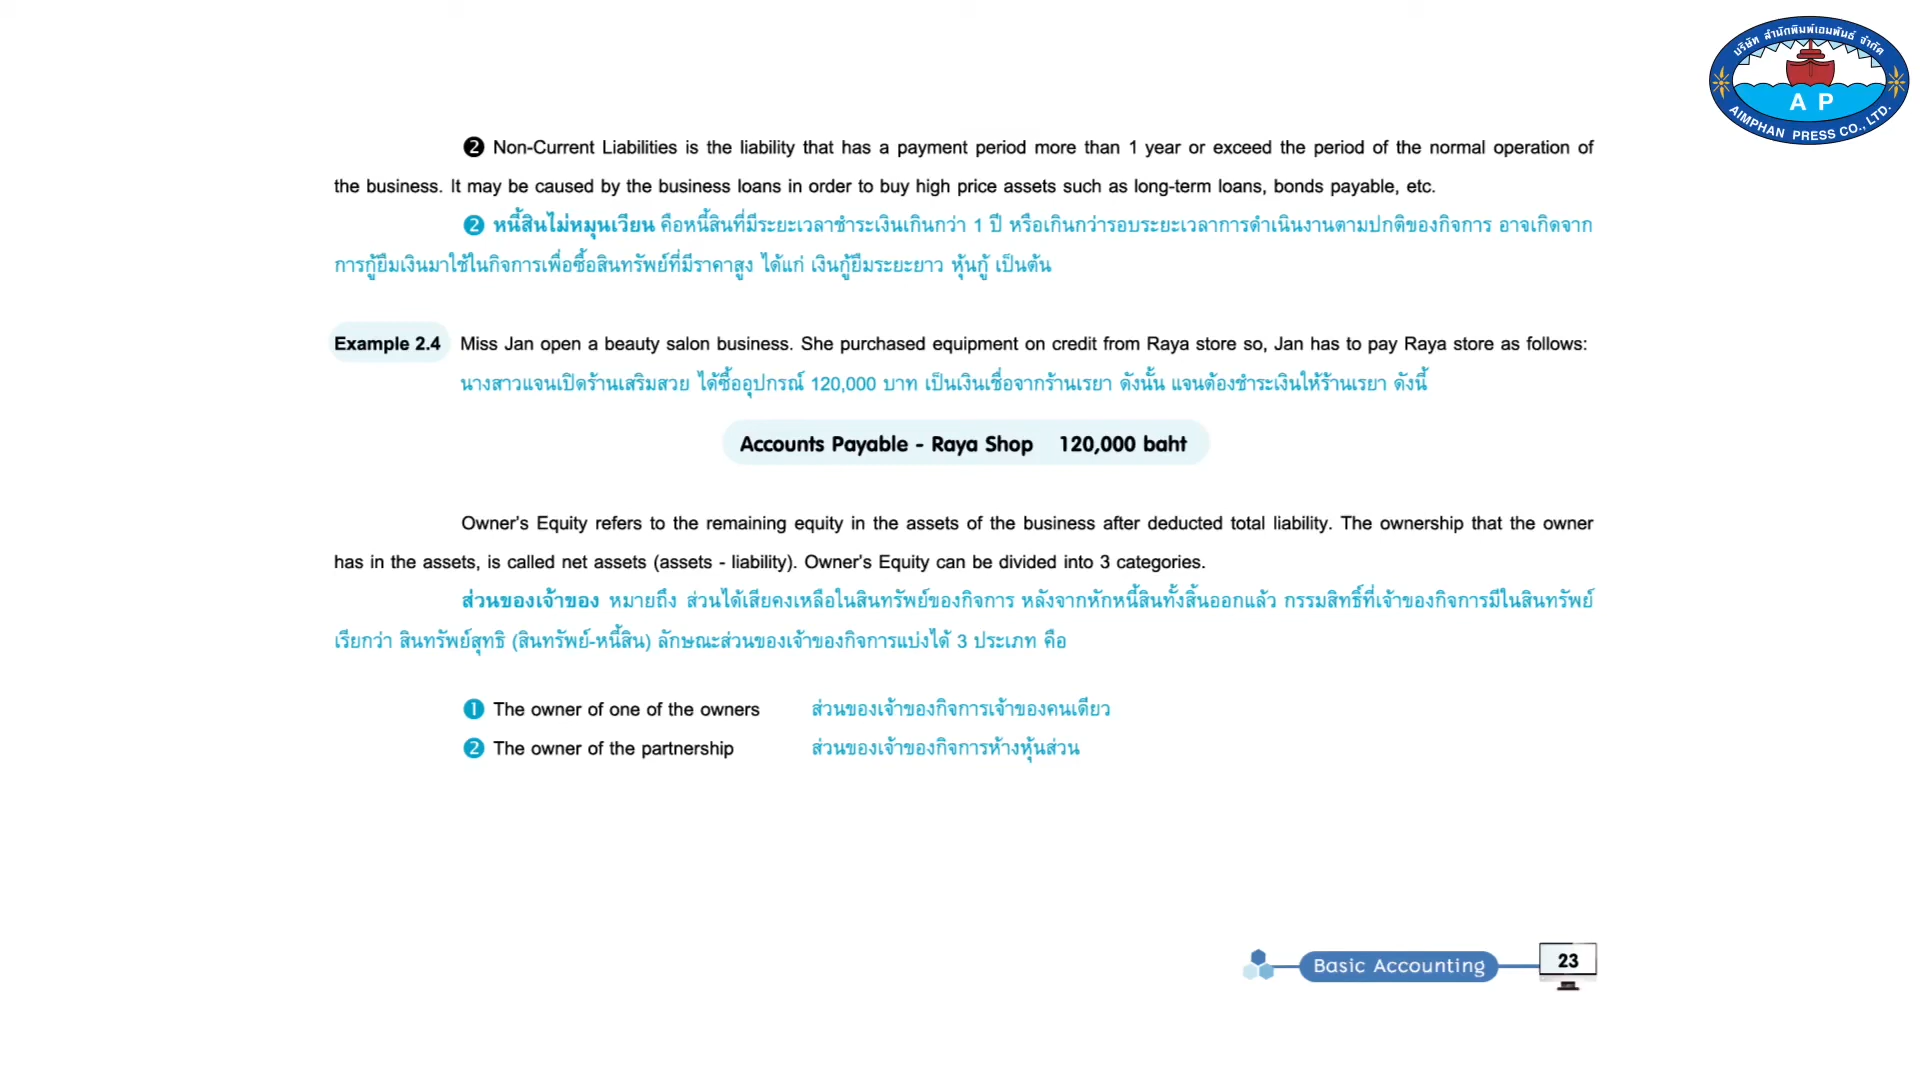 บริษัท สำนักพิมพ์เอมพันธ์ จำกัด
A P
AIMPHAN PRESS CO., LTD.
❷ Non-Current Liabilities is the liability that has a payment period more than 1 year or exceed the period of the normal operation of
the business. It may be caused by the business loans in order to buy high price assets such as long-term loans, bonds payable, etc.
❷ หนี้สินไม่หมุนเวียน คือหนี้สินที่มีระยะเวลาชำระเงินเกินกว่า 1 ปี หรือเกินกว่ารอบระยะเวลาการดำเนินงานตามปกติของกิจการ อาจเกิดจาก
การกู้ยืมเงินมาใช้ในกิจการเพื่อซื้อสินทรัพย์ที่มีราคาสูง ได้แก่ เงินกู้ยืมระยะยาว หุ้นกู้ เป็นต้น
Example 2.4 Miss Jan open a beauty salon business. She purchased equipment on credit from Raya store so, Jan has to pay Raya store as follows:
นางสาวแจนเปิดร้านเสริมสวย ได้ซื้ออุปกรณ์ 120,000 บาท เป็นเงินเชื่อจากร้านเรยา ดังนั้น แจนต้องชำระเงินให้ร้านเรยา ดังนี้
Accounts Payable - Raya Shop 120,000 baht
Owner's Equity refers to the remaining equity in the assets of the business after deducted total liability. The ownership that the owner
has in the assets, is called net assets (assets - liability). Owner's Equity can be divided into 3 categories.
ส่วนของเจ้าของ หมายถึง ส่วนได้เสียคงเหลือในสินทรัพย์ของกิจการ หลังจากหักหนี้สินทั้งสิ้นออกแล้ว กรรมสิทธิ์ที่เจ้าของกิจการมีในสินทรัพย์
เรียกว่า สินทรัพย์สุทธิ (สินทรัพย์-หนี้สิน) ลักษณะส่วนของเจ้าของกิจการแบ่งได้ 3 ประเภท คือ
❶ The owner of one of the owners ส่วนของเจ้าของกิจการเจ้าของคนเดียว
❷ The owner of the partnership ส่วนของเจ้าของกิจการห้างหุ้นส่วน
Basic Accounting 23